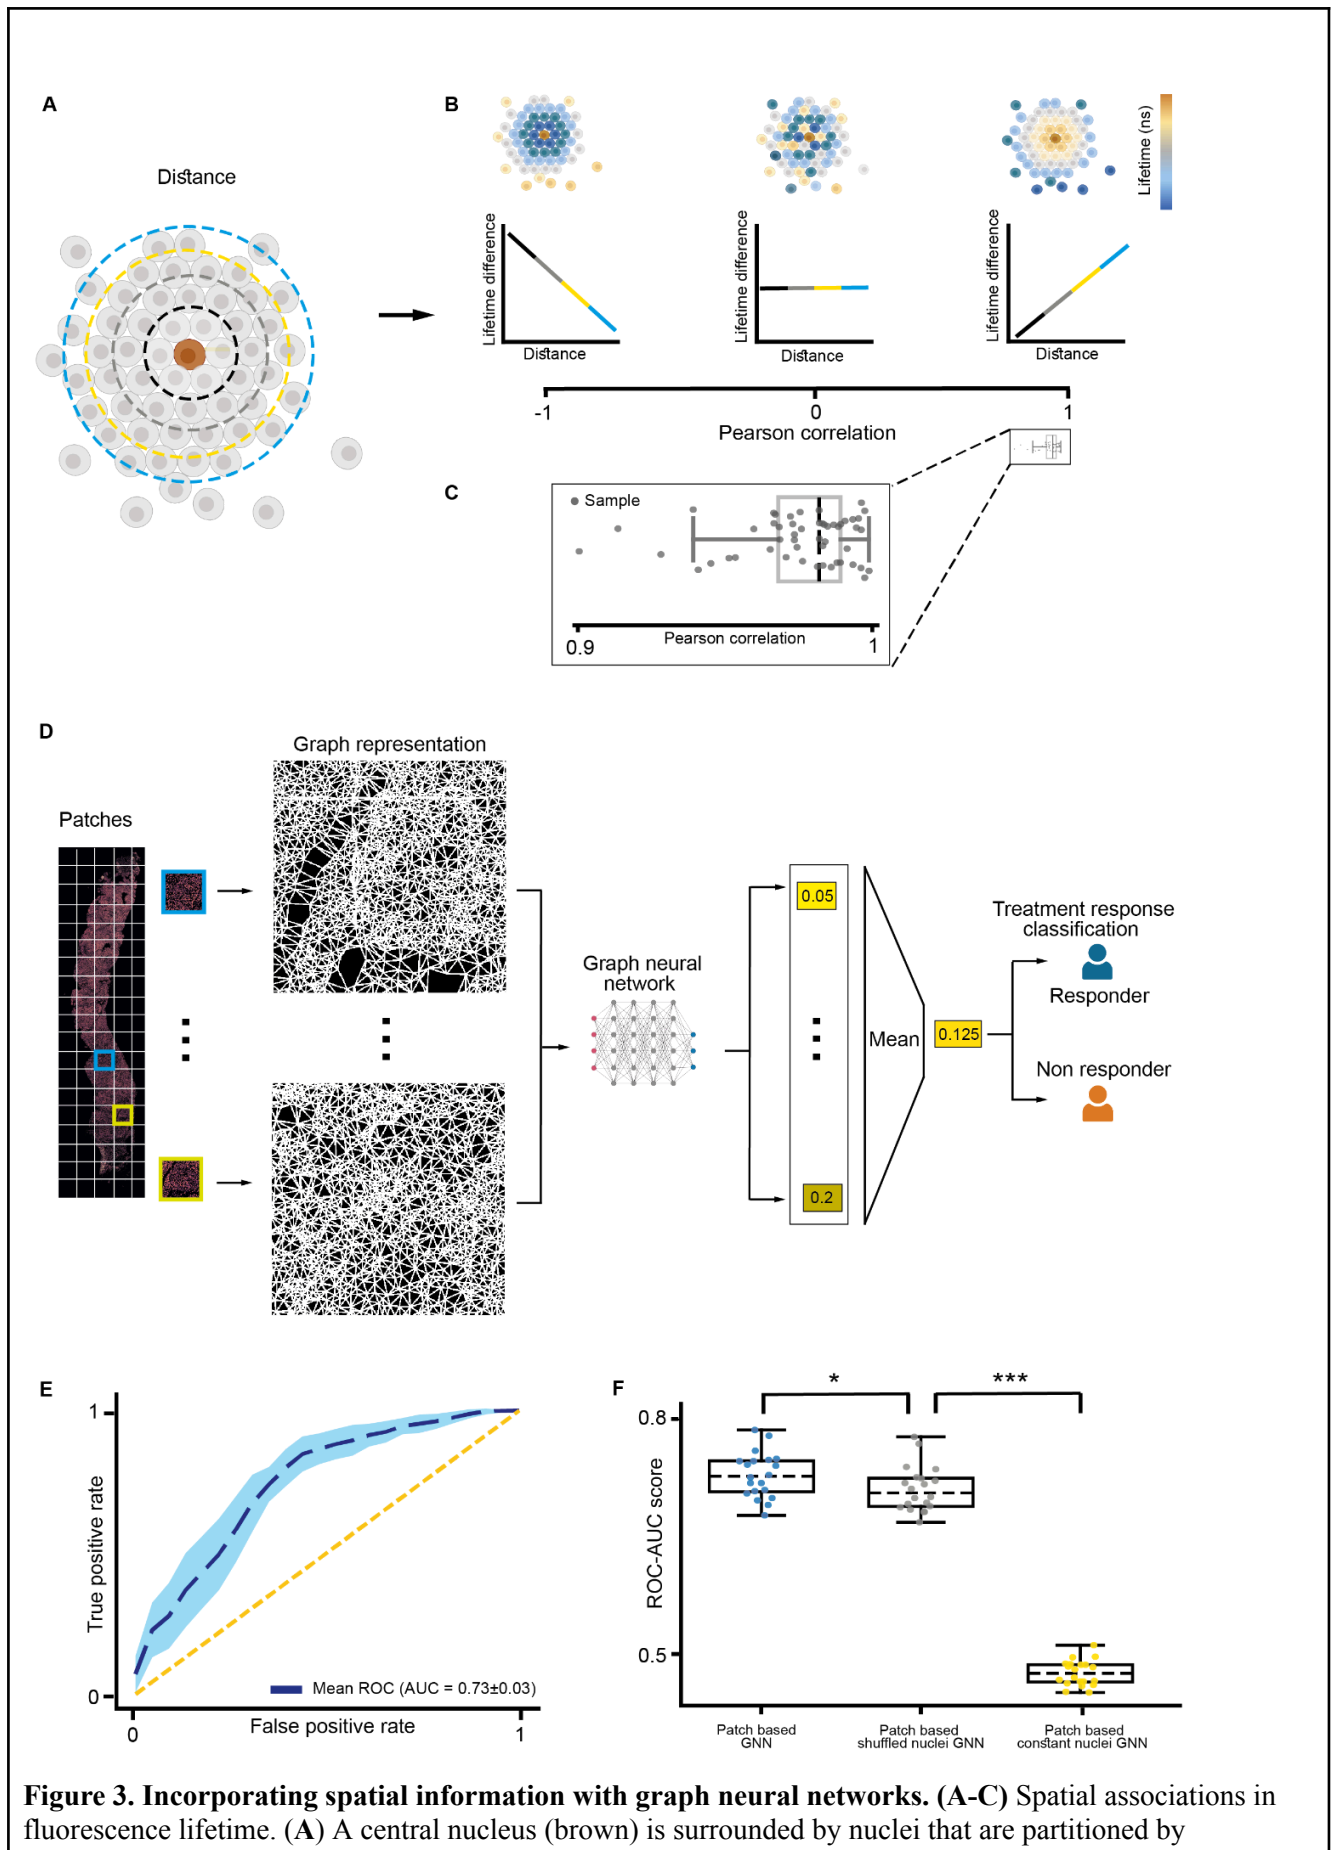 A
Distance
B
Lifetime (ns)
Lifetime difference
Distance
Lifetime difference
Distance
Lifetime difference
Distance
-1
0
1
Pearson correlation
C
Sample
Pearson correlation
0.9
1
D
Graph representation
Patches
Graph neural
network
0.05
0.2
Mean
0.125
Treatment response
classification
Responder
Non responder
E
True positive rate
1
0
Mean ROC (AUC = 0.73±0.03)
0
False positive rate
1
F
* ***
ROC-AUC score
0.8
0.5
Patch based
GNN
Patch based
shuffled nuclei GNN
Patch based
constant nuclei GNN
Figure 3. Incorporating spatial information with graph neural networks. (A-C) Spatial associations in
fluorescence lifetime. (A) A central nucleus (brown) is surrounded by nuclei that are partitioned by